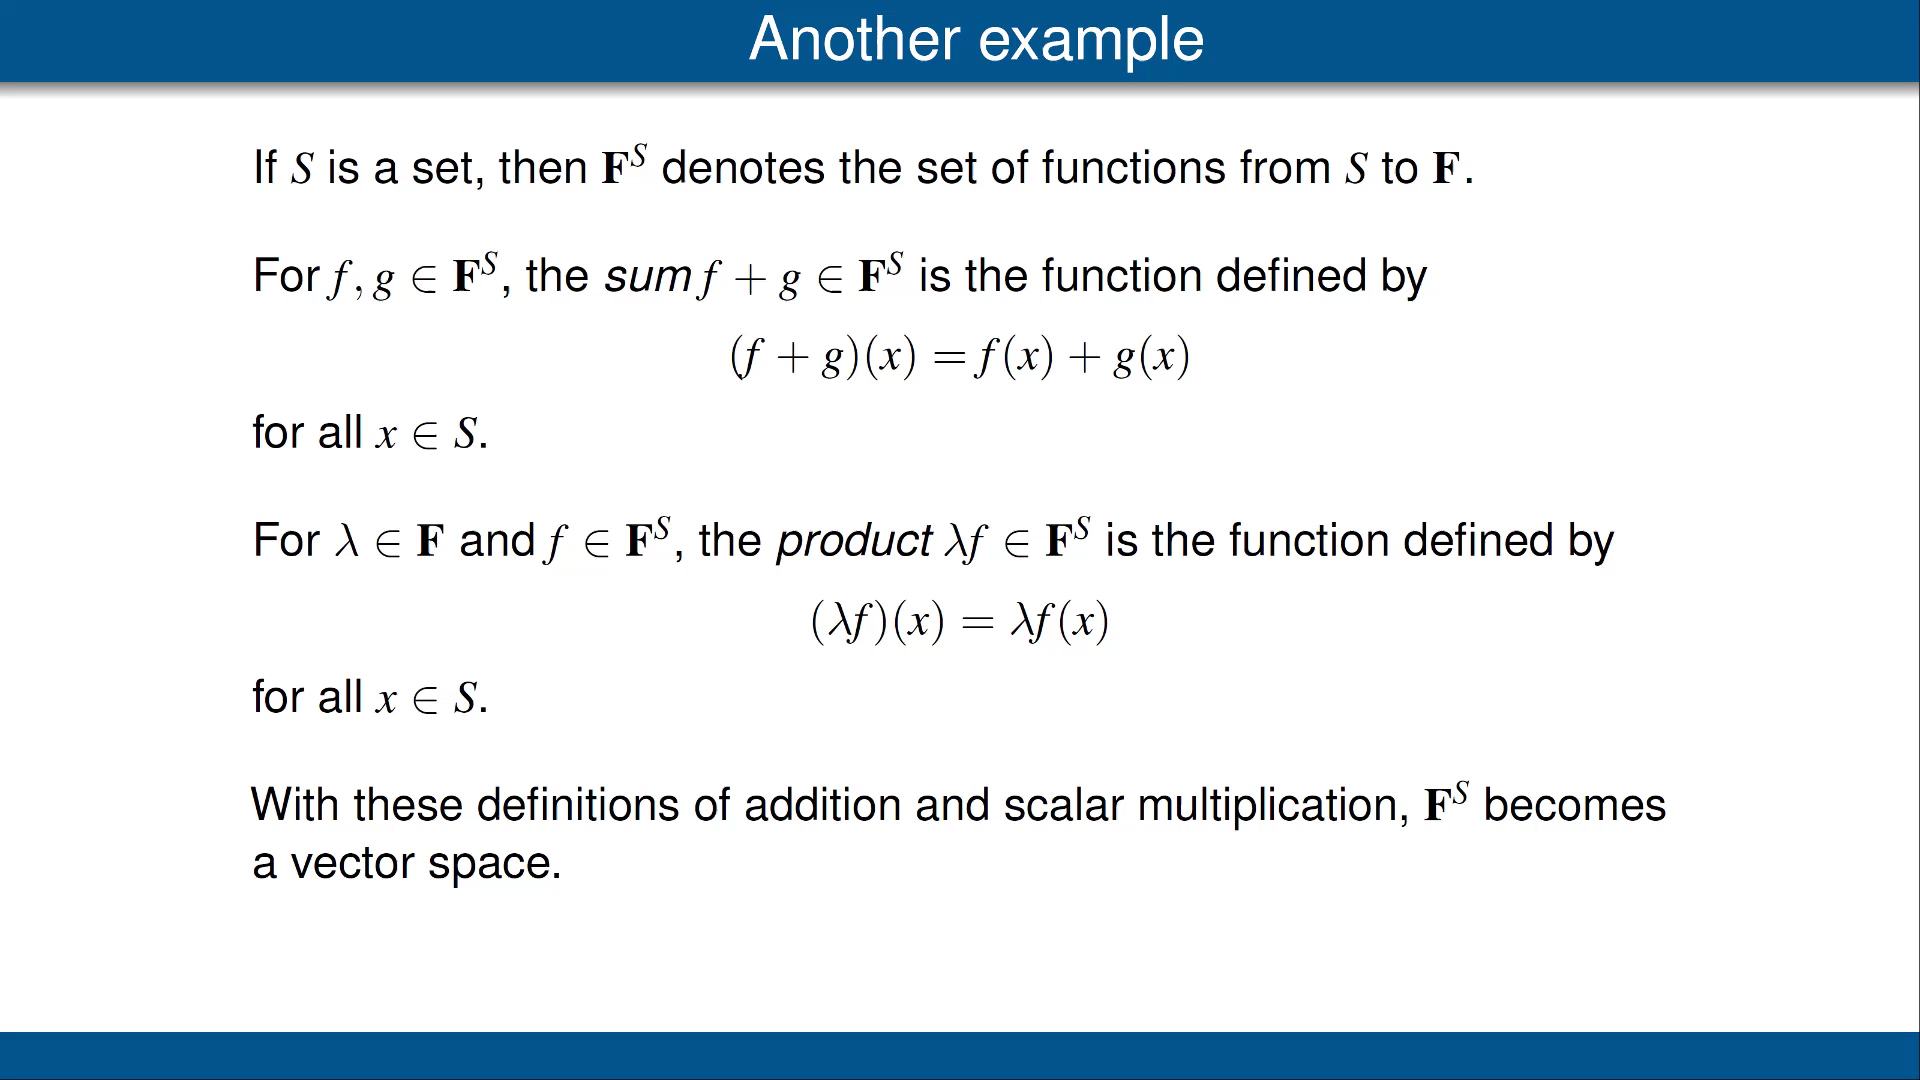 Another example
If S is a set, then F^S denotes the set of functions from S to F.
For f, g ∈ F^S, the sum f + g ∈ F^S is the function defined by
(f + g)(x) = f(x) + g(x)
for all x ∈ S.
For λ ∈ F and f ∈ F^S, the product λf ∈ F^S is the function defined by
(λf)(x) = λf(x)
for all x ∈ S.
With these definitions of addition and scalar multiplication, F^S becomes
a vector space.